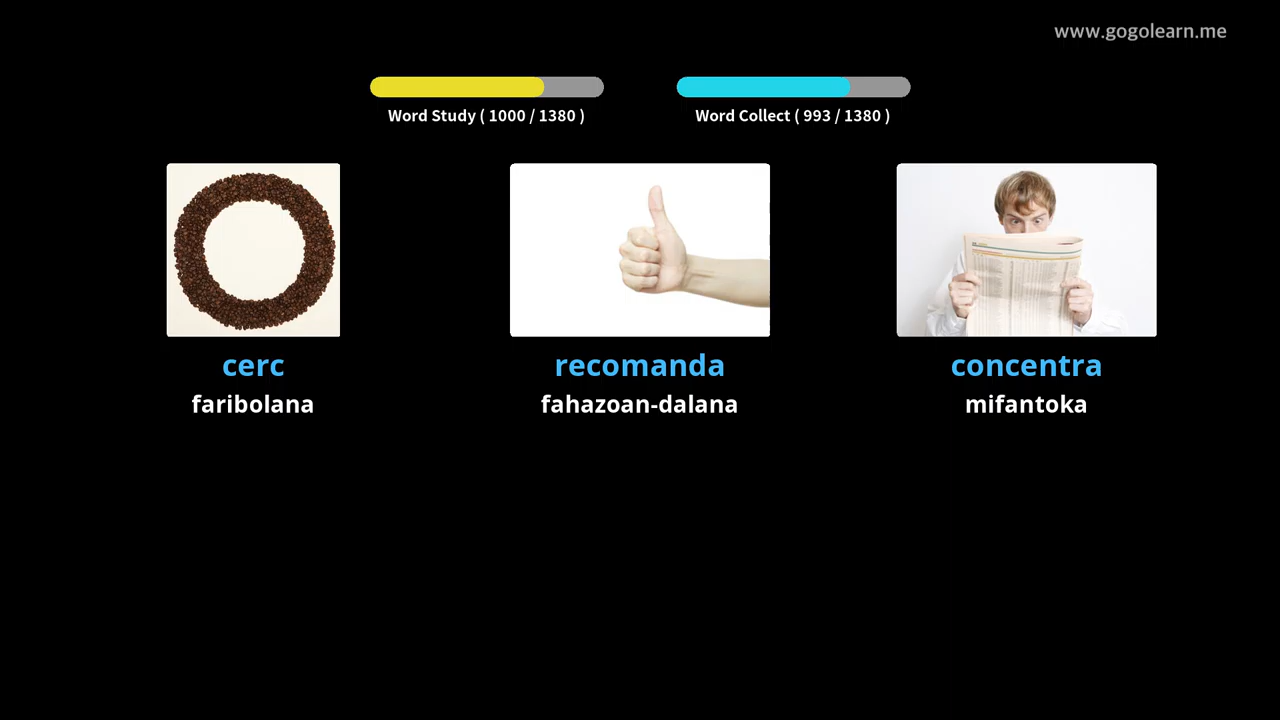 www.gogolearn.me
Word Study ( 1000 / 1380 )
Word Collect ( 993 / 1380 )
cerc
faribolana
recomanda
fahazoan-dalana
concentra
mifantoka